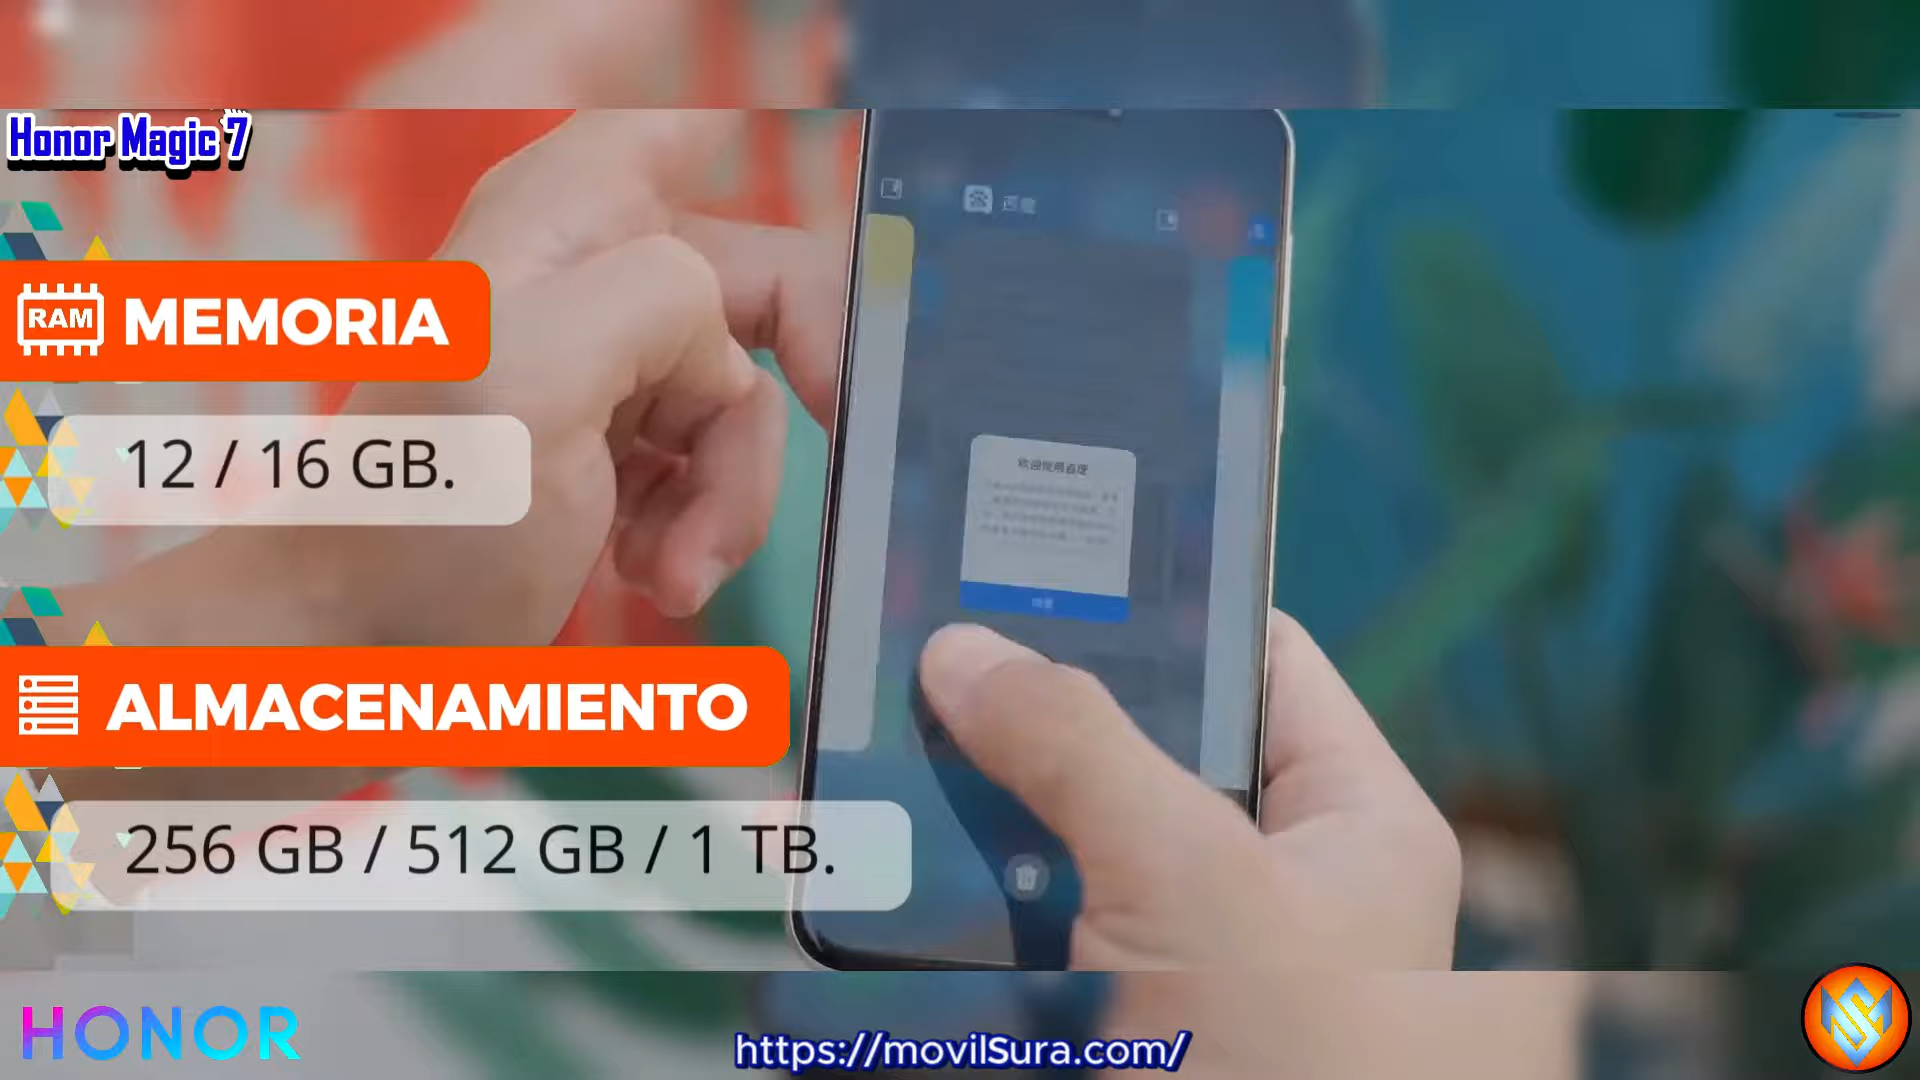 Honor Magic 7
RAM
MEMORIA
12 / 16 GB.
ALMACENAMIENTO
256 GB / 512 GB / 1 TB.
HONOR
https://movilSura.com/